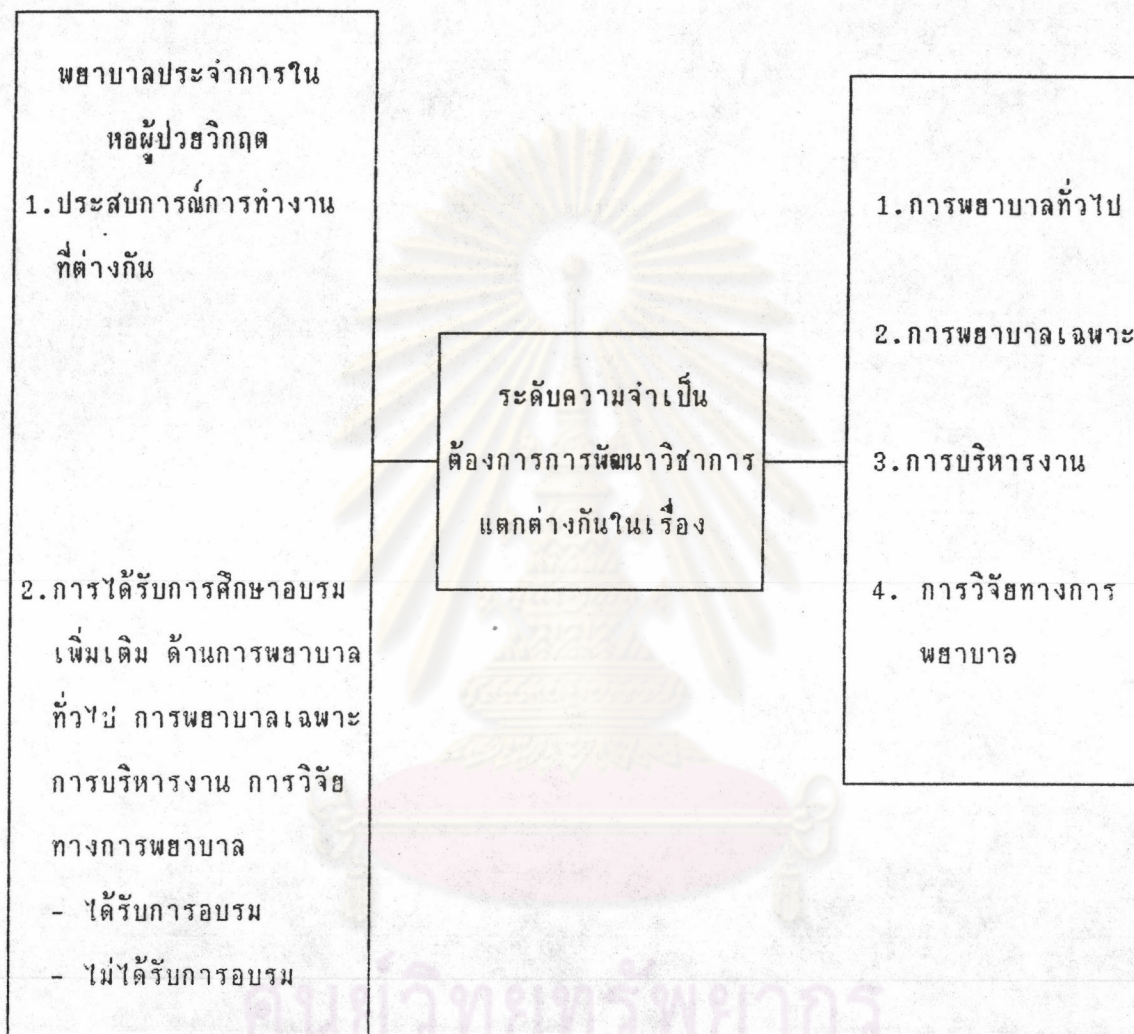 พยาบาลประจำการใน
หอผู้ป่วยวิกฤต
1.ประสบการณ์การทำงาน
ที่ต่างกัน
2.การได้รับการศึกษาอบรม
เพิ่มเติม ด้านการพยาบาล
ทั่วไป การพยาบาลเฉพาะ
การบริหารงาน การวิจัย
ทางการพยาบาล
- ได้รับการอบรม
- ไม่ได้รับการอบรม
ระดับความจำเป็น
ต้องการการพัฒนาวิชาการ
แตกต่างกันในเรื่อง
1.การพยาบาลทั่วไป
2.การพยาบาลเฉพาะ
3.การบริหารงาน
4. การวิจัยทางการ
พยาบาล
ศูนย์วิทยทรัพยากร